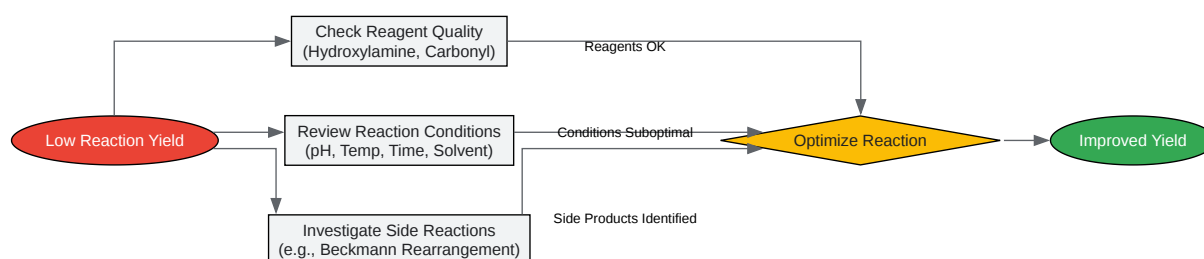 Check Reagent Quality
(Hydroxylamine, Carbonyl)
Reagents OK
Low Reaction Yield
Review Reaction Conditions
(pH, Temp, Time, Solvent)
Conditions Suboptimal
Optimize Reaction
Improved Yield
Investigate Side Reactions
(e.g., Beckmann Rearrangement)
Side Products Identified